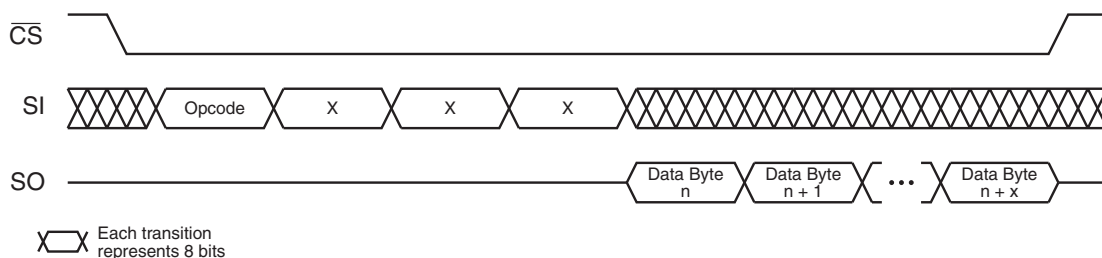 CS
SI
Opcode
X
X
X
SO
Data Byte
n
Data Byte
n + 1
•••
Data Byte
n + x
Each transition
represents 8 bits